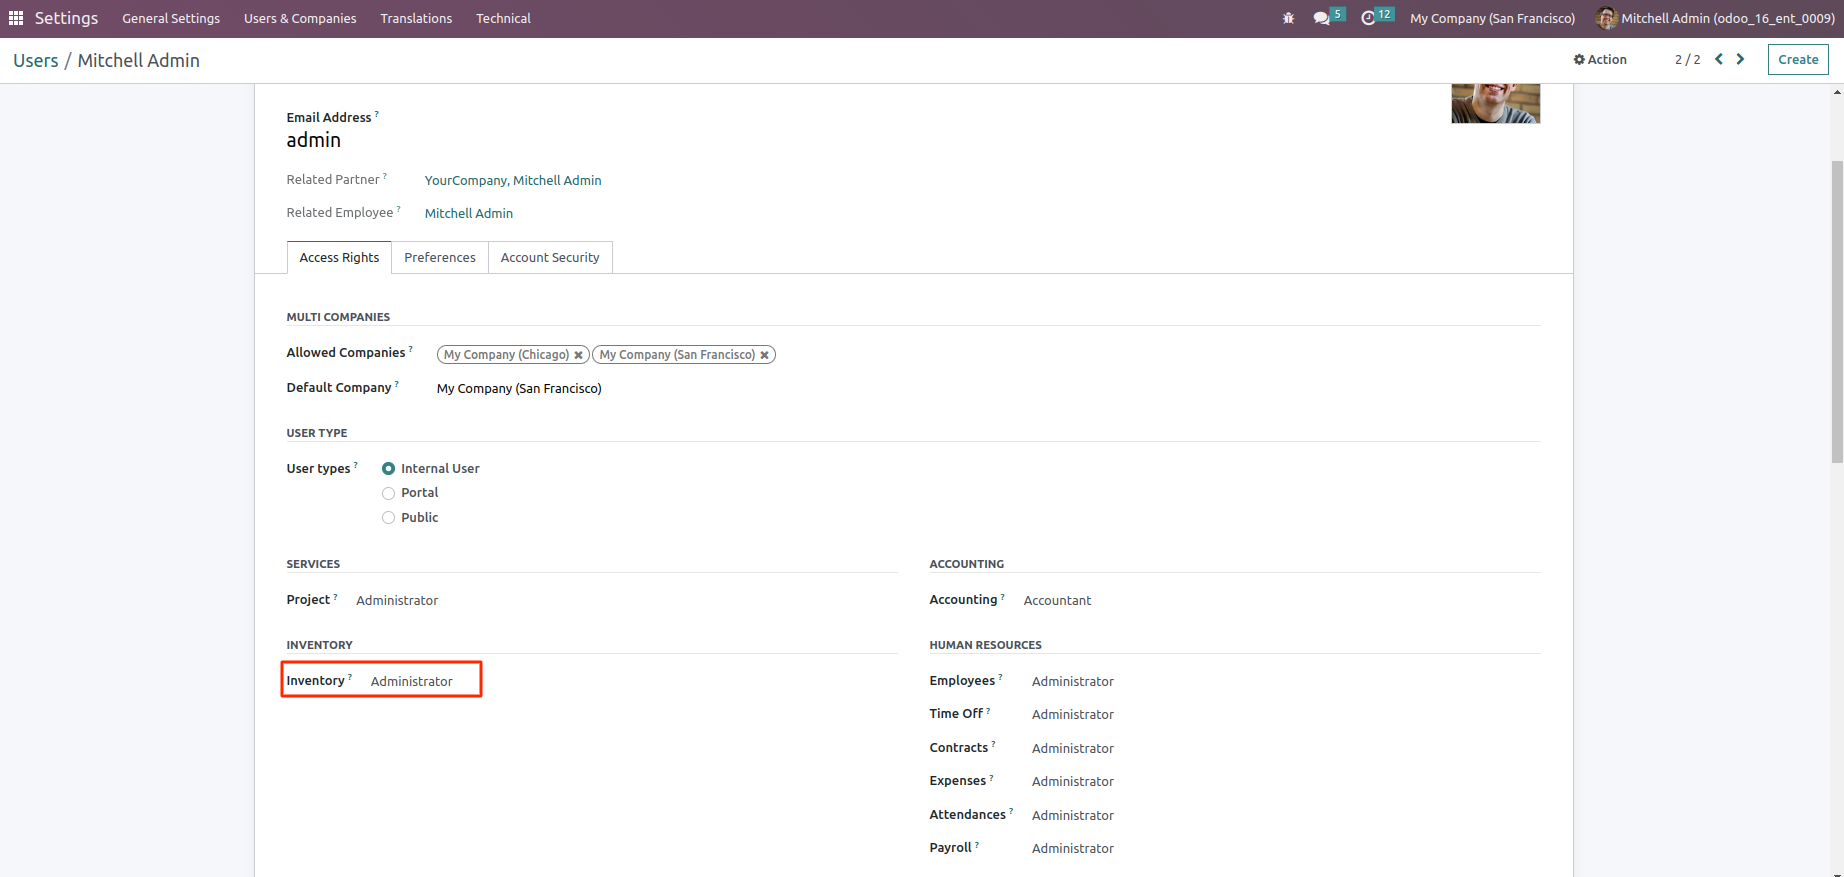 Settings General Settings Users & Companies Translations Technical 5 12 My Company (San Francisco) Mitchell Admin (odoo_16_ent_0009)
Users / Mitchell Admin Action 2 / 2 Create
Email Address ?
admin
Related Partner ? YourCompany, Mitchell Admin
Related Employee ? Mitchell Admin
Access Rights Preferences Account Security
MULTI COMPANIES
Allowed Companies ? My Company (Chicago) ✖ My Company (San Francisco) ✖
Default Company ? My Company (San Francisco)
USER TYPE
User types ? Internal User
Portal
Public
SERVICES ACCOUNTING
Project ? Administrator Accounting ? Accountant
INVENTORY HUMAN RESOURCES
Inventory ? Administrator Employees ? Administrator
Time Off ? Administrator
Contracts ? Administrator
Expenses ? Administrator
Attendances ? Administrator
Payroll ? Administrator